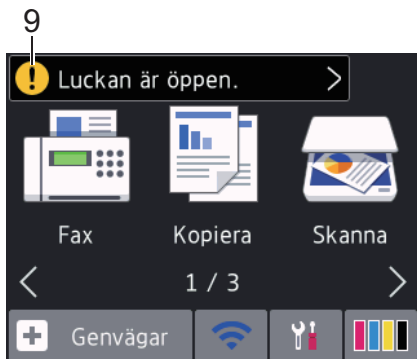 9
Luckan är öppen.
Fax Kopiera Skanna
1 / 3
Genvägar